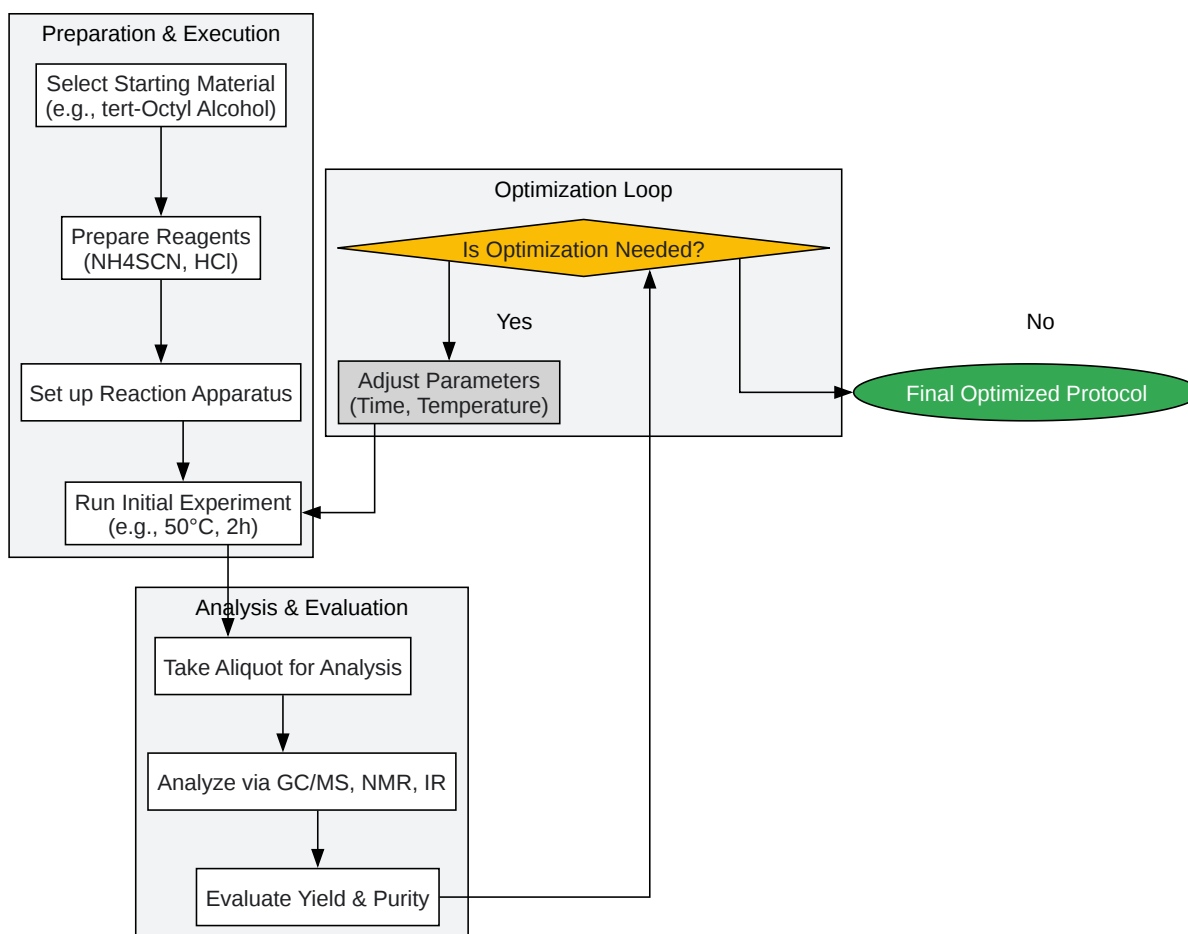 Preparation & Execution
Select Starting Material
(e.g., tert-Octyl Alcohol)
Prepare Reagents
(NH4SCN, HCl)
Set up Reaction Apparatus
Run Initial Experiment
(e.g., 50°C, 2h)
Optimization Loop
Is Optimization Needed?
Yes
No
Adjust Parameters
(Time, Temperature)
Final Optimized Protocol
Analysis & Evaluation
Take Aliquot for Analysis
Analyze via GC/MS, NMR, IR
Evaluate Yield & Purity